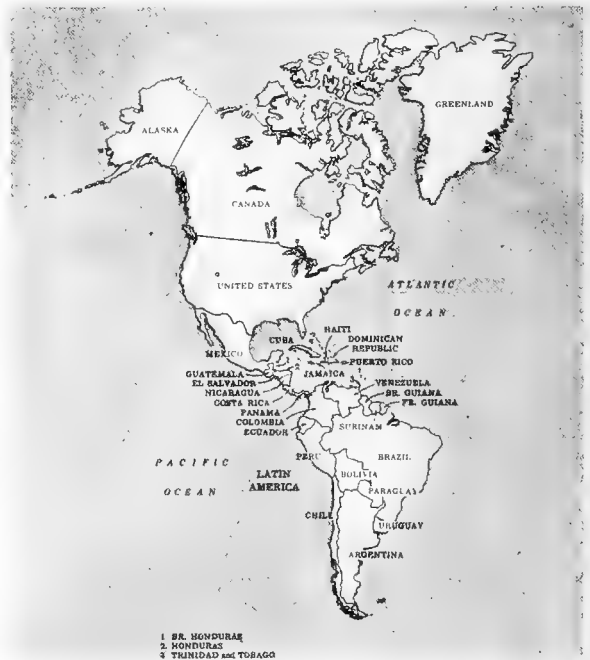 GREENLAND
ALASKA
CANADA
UNITED STATES
ATLANTIC
OCEAN
HAITI
CUBA
DOMINICAN
REPUBLIC
MEXICO
PUERTO RICO
GUATEMALA
JAMAICA
EL SALVADOR
VENEZUELA
NICARAGUA
BR. GUIANA
COSTA RICA
FR. GUIANA
PANAMA
COLOMBIA
SURINAM
ECUADOR
PERU
BRAZIL
PACIFIC
OCEAN
LATIN
AMERICA
BOLIVIA
PARAGUAY
CHILE
URUGUAY
ARGENTINA
1 BR. HONDURAS
2. HONDURAS
3 TRINIDAD and TOBAGO